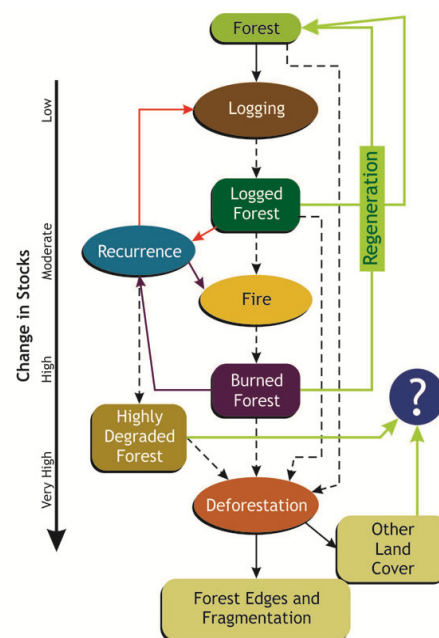 Forest
Low
Logging
Logged
Forest
Regeneration
Recurrence
Moderate
Change in Stocks
Fire
High
Burned
Forest
?
Highly
Degraded
Forest
Very High
Deforestation
Other
Land
Cover
Forest Edges and
Fragmentation